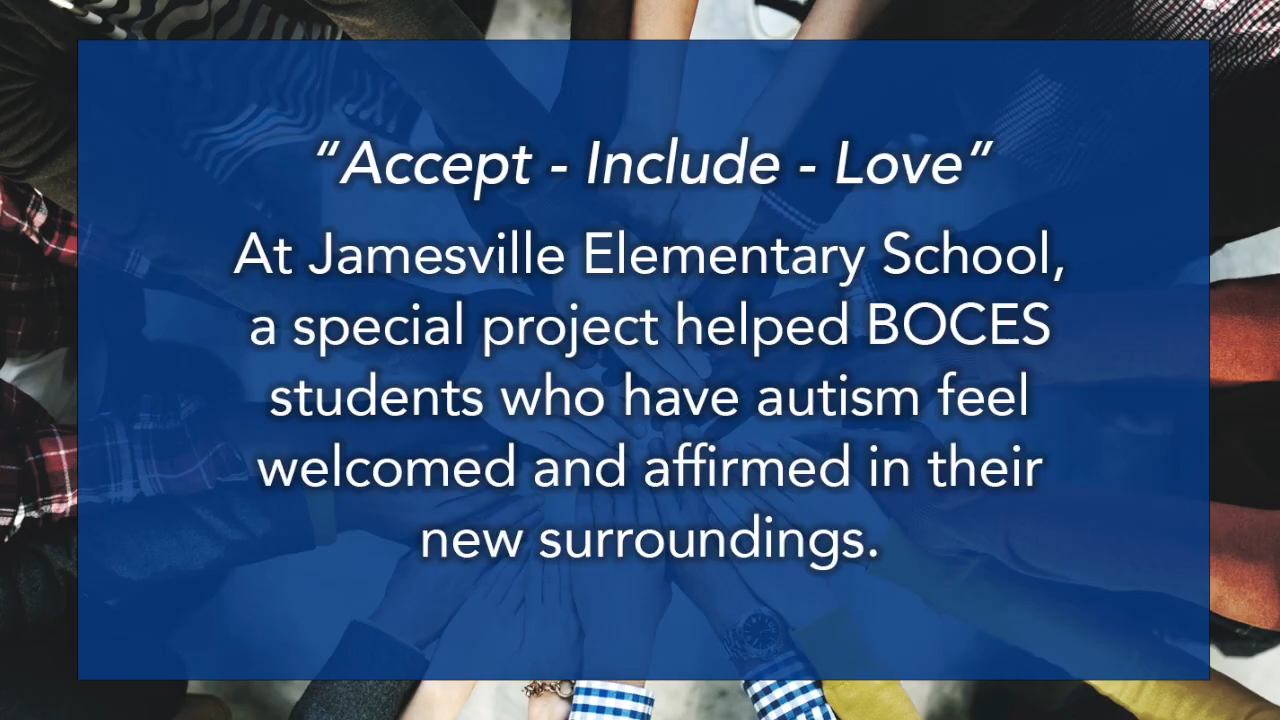 “Accept - Include - Love”
At Jamesville Elementary School,
a special project helped BOCES
students who have autism feel
welcomed and affirmed in their
new surroundings.